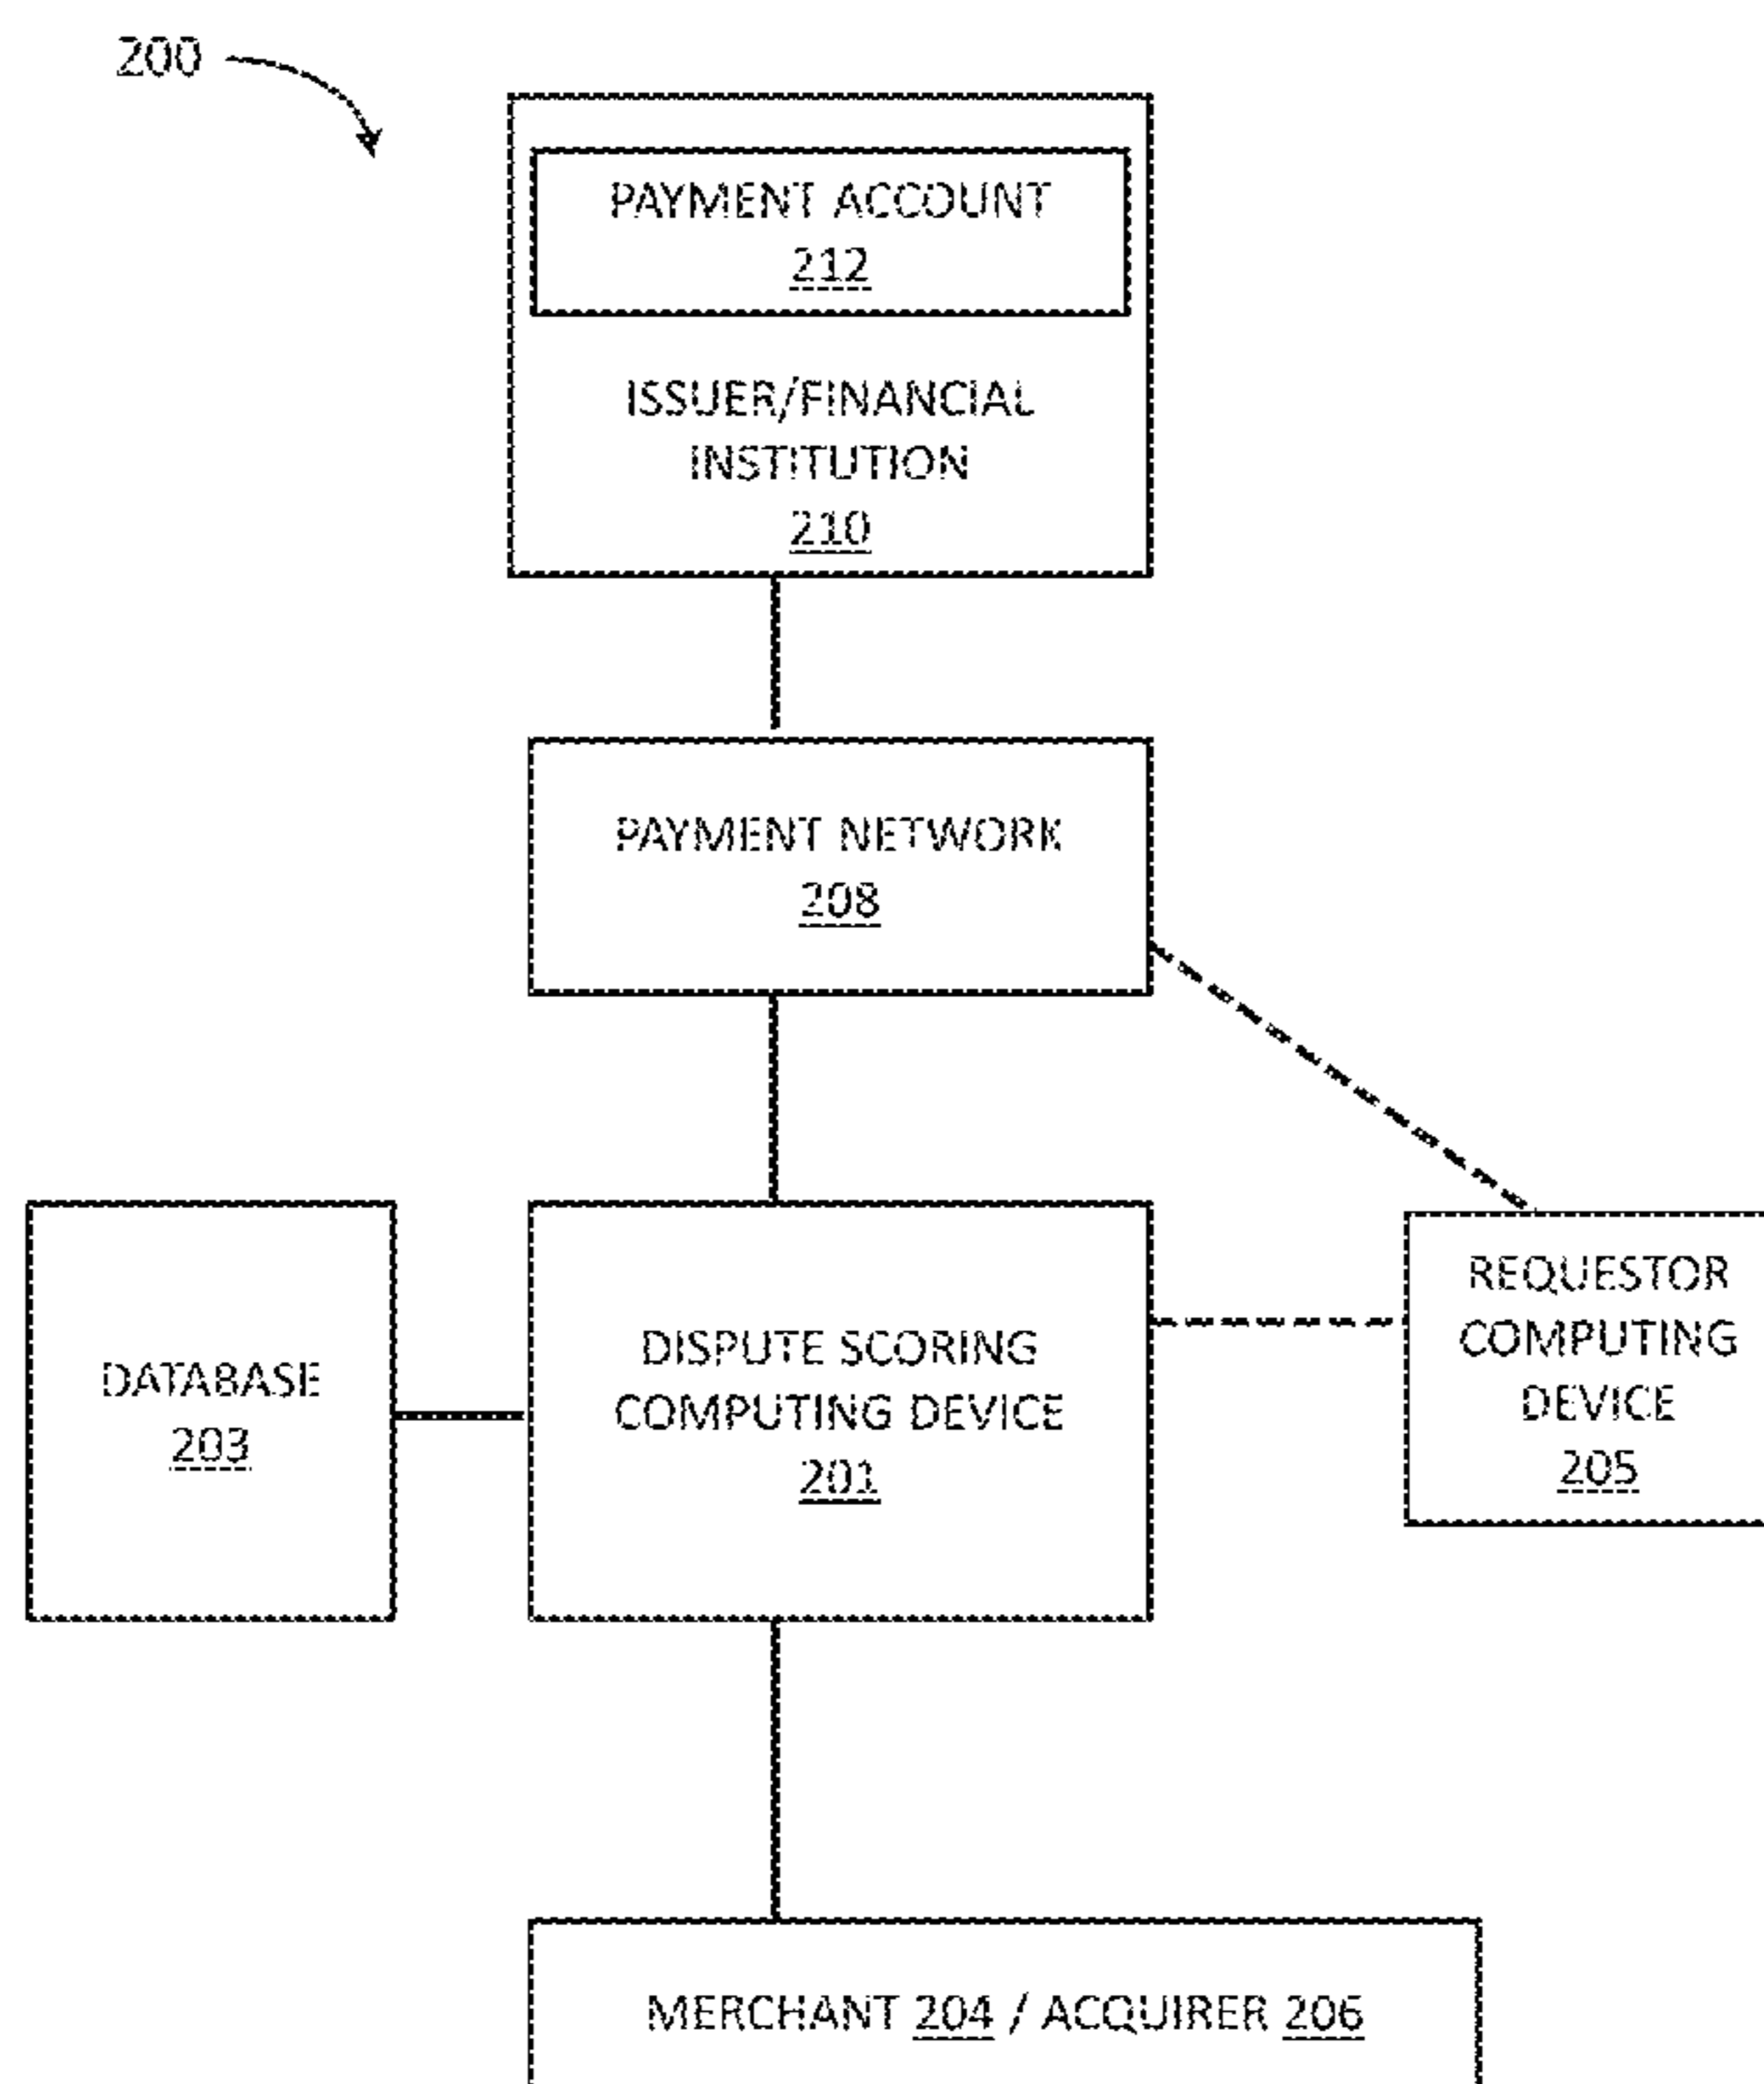 200
PAYMENT ACCOUNT
212
ISSUER/FINANCIAL
INSTITUTION
210
PAYMENT NETWORK
208
DATABASE
203
DISPUTE SCORING
COMPUTING DEVICE
201
REQUESTOR
COMPUTING
DEVICE
205
MERCHANT 204 / ACQUIRER 206